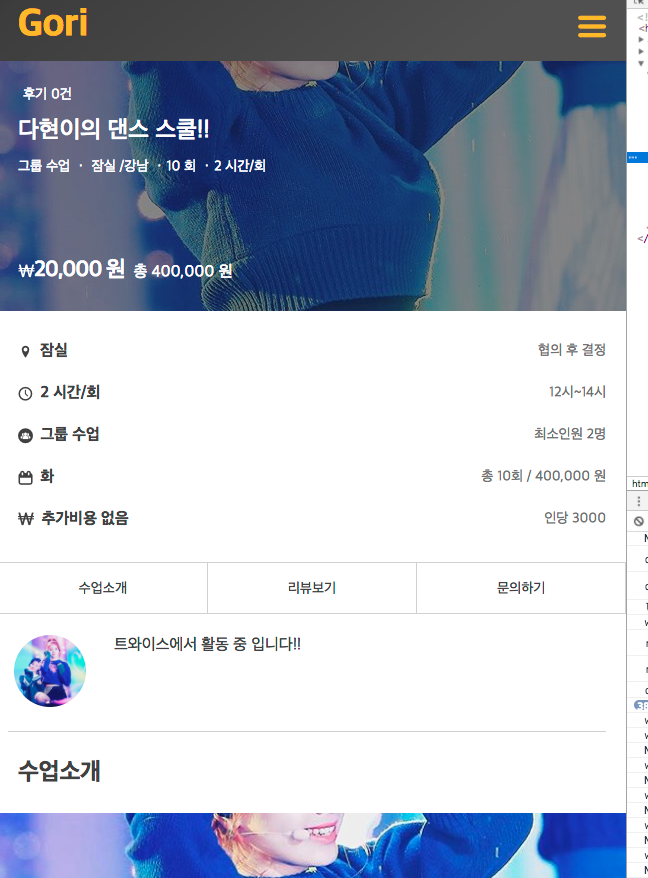 Gori
후기 0건
다현이의 댄스 스쿨!!
그룹 수업 · 잠실 /강남 · 10 회 · 2 시간/회
₩20,000 원 총 400,000 원
잠실 협의 후 결정
2 시간/회 12시~14시
그룹 수업 최소인원 2명
화 총 10회 / 400,000 원
₩ 추가비용 없음 인당 3000
수업소개 리뷰보기 문의하기
트와이스에서 활동 중 입니다!!
수업소개